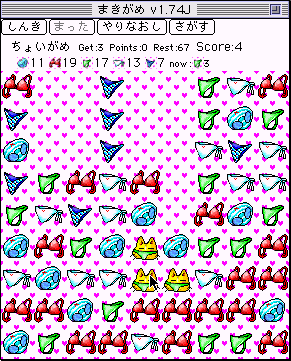 まきがめ v1.74J
しんき まった やりなおし さがす
ちょいがめ Get:3 Points:0 Rest:67 Score:4
11 19 17 13 7 now:3